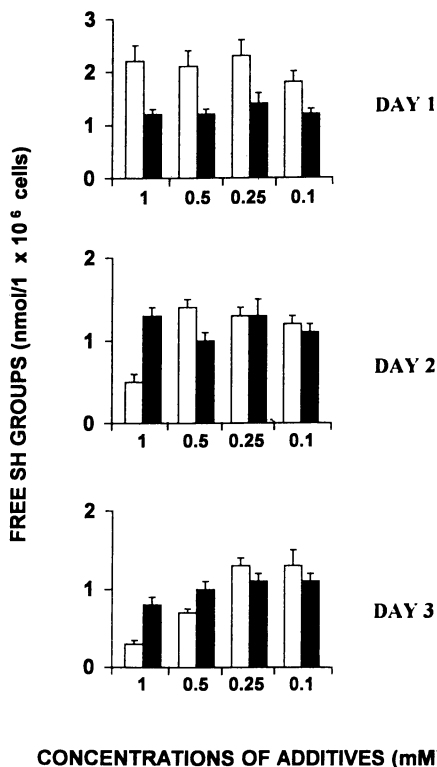 FREE SH GROUPS (nmol/1 x 10⁶ cells)
3
2
1
0
1 0.5 0.25 0.1
DAY 1
2
1
0
1 0.5 0.25 0.1
DAY 2
2
1
0
1 0.5 0.25 0.1
DAY 3
CONCENTRATIONS OF ADDITIVES (mM